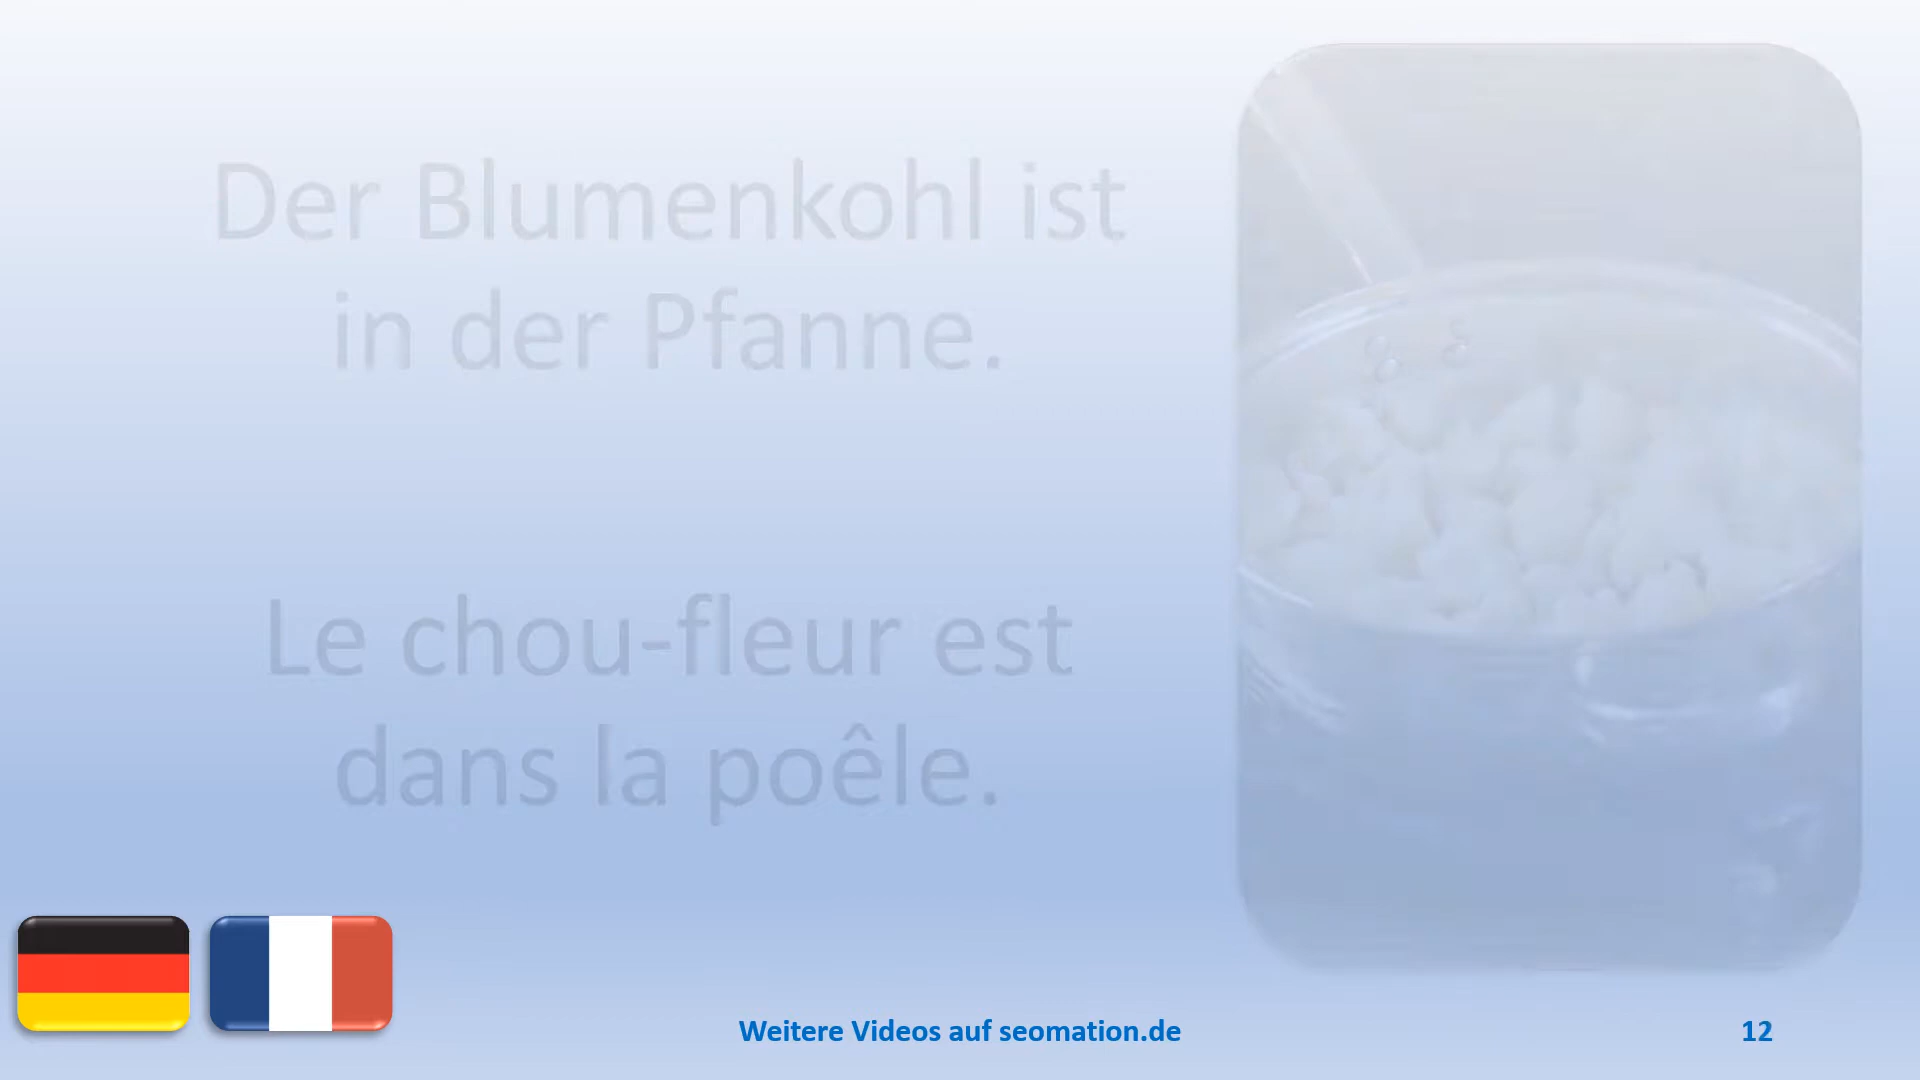 Der Blumenkohl ist
in der Pfanne.
Le chou-fleur est
dans la poêle.
Weitere Videos auf seomation.de
12